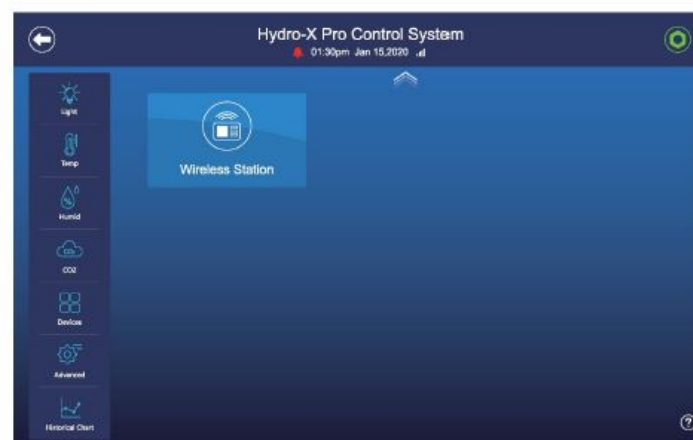 Hydro-X Pro Control System
01:30pm Jan 15,2020
Light
Temp
%
Humid
CO2
CO2
Devices
Advanced
Historical Chart
Wireless Station
?